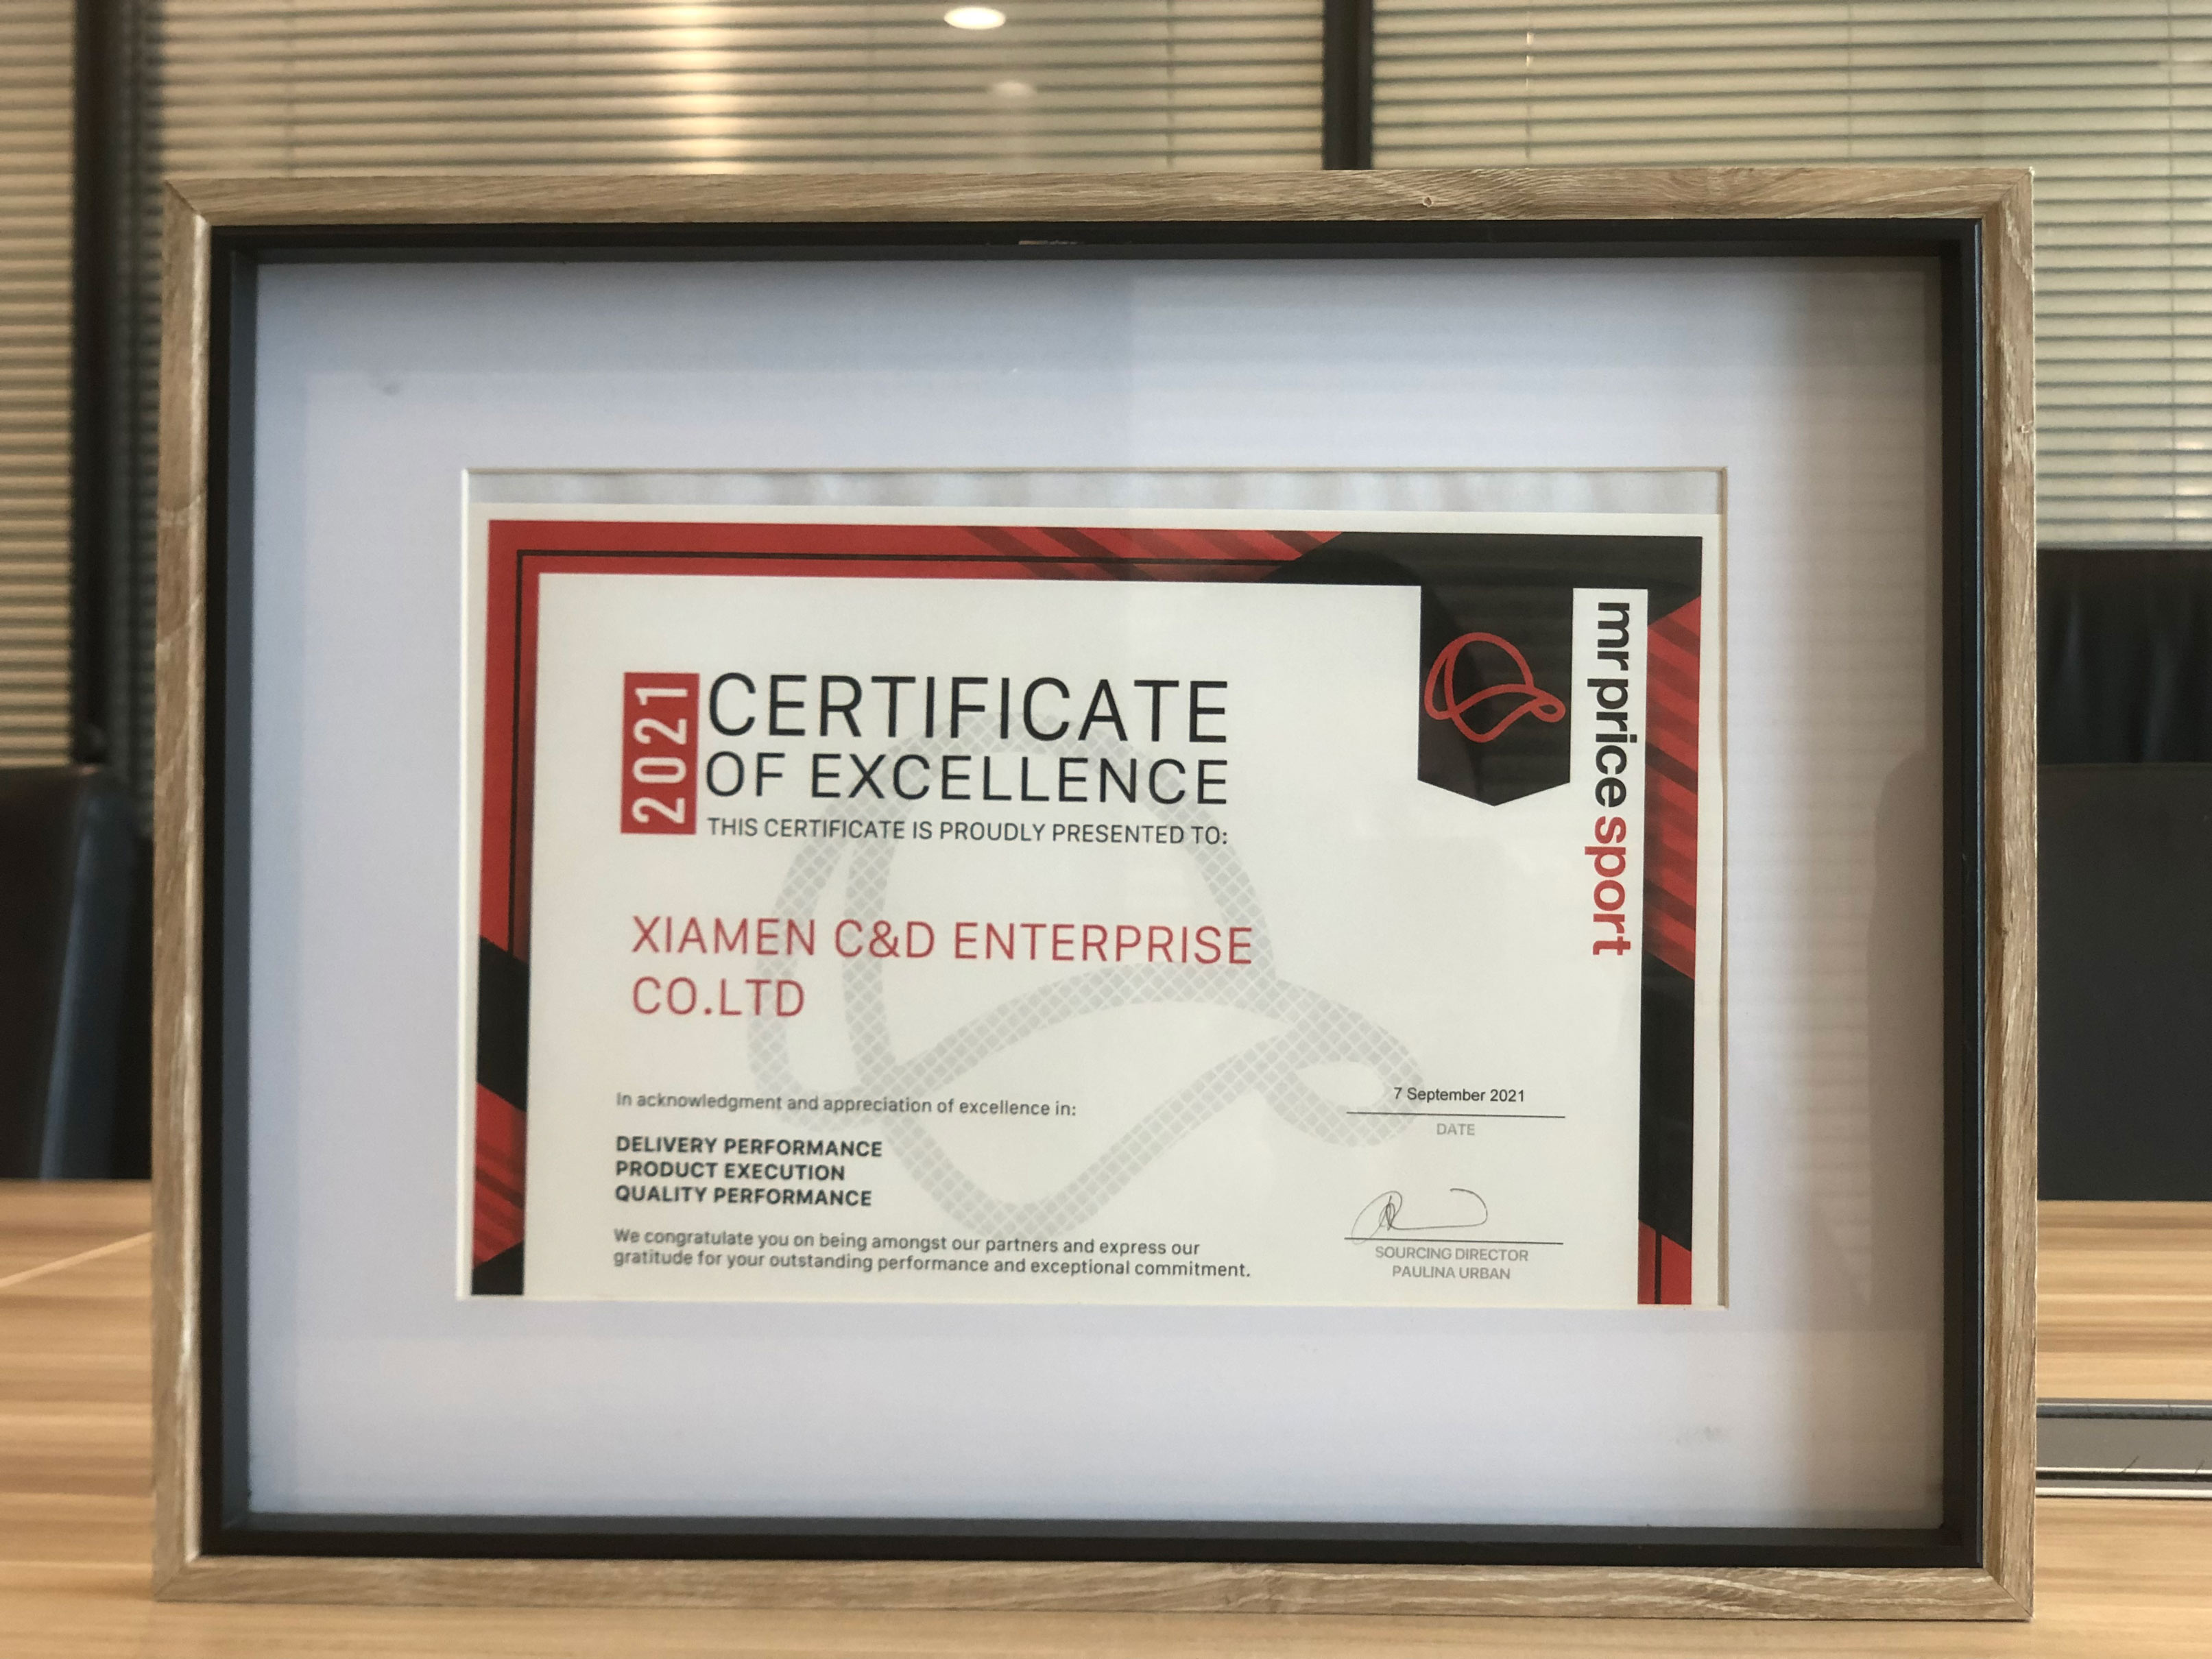 2021
CERTIFICATE
OF EXCELLENCE
THIS CERTIFICATE IS PROUDLY PRESENTED TO:
mr price sport
XIAMEN C&D ENTERPRISE
CO.LTD
In acknowledgment and appreciation of excellence in:
DELIVERY PERFORMANCE
PRODUCT EXECUTION
QUALITY PERFORMANCE
We congratulate you on being amongst our partners and express our
gratitude for your outstanding performance and exceptional commitment.
7 September 2021
DATE
SOURCING DIRECTOR
PAULINA URBAN